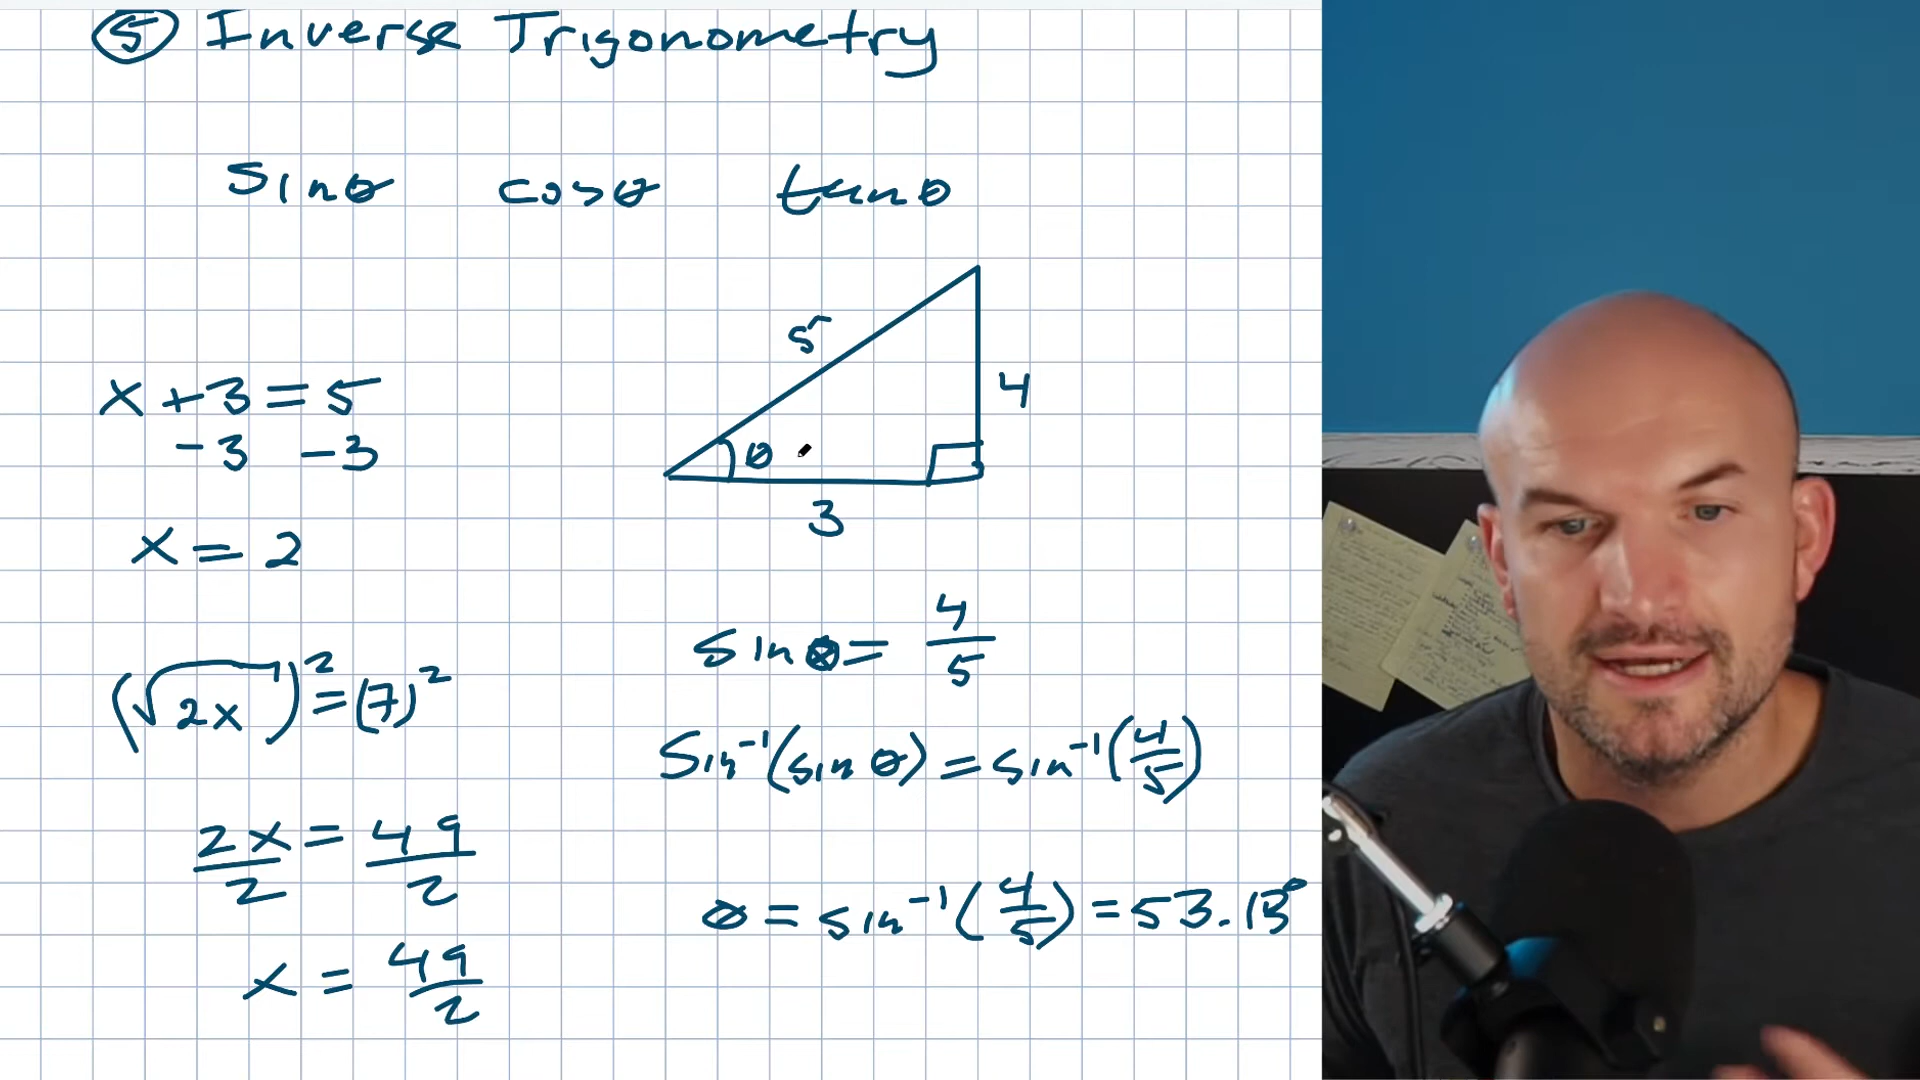 ⑤ Inverse Trigonometry
sinθ cosθ tanθ
5
4
θ
3
x + 3 = 5
- 3 - 3
x = 2
(√2x)² = (7)²
2x/2 = 49/2
x = 49/2
sinθ = 4/5
Sin⁻¹(sin θ) = sin⁻¹(4/5)
θ = sin⁻¹(4/5) = 53.13°